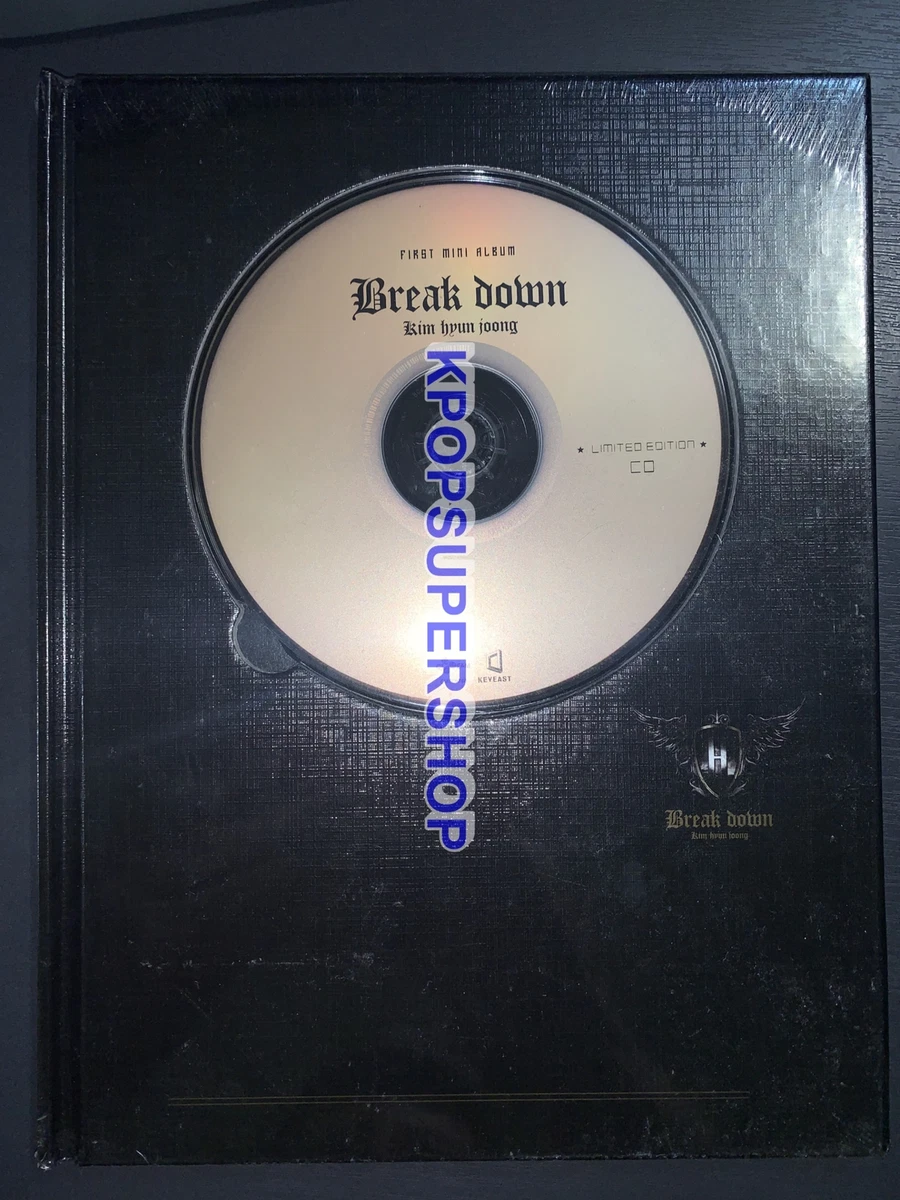 FIRST MINI ALBUM
Break down
Kim hyun joong
★ LIMITED EDITION ★
CD
KPOPSUPERSHOP
KEYEAST
H
Break down
Kim hyun joong